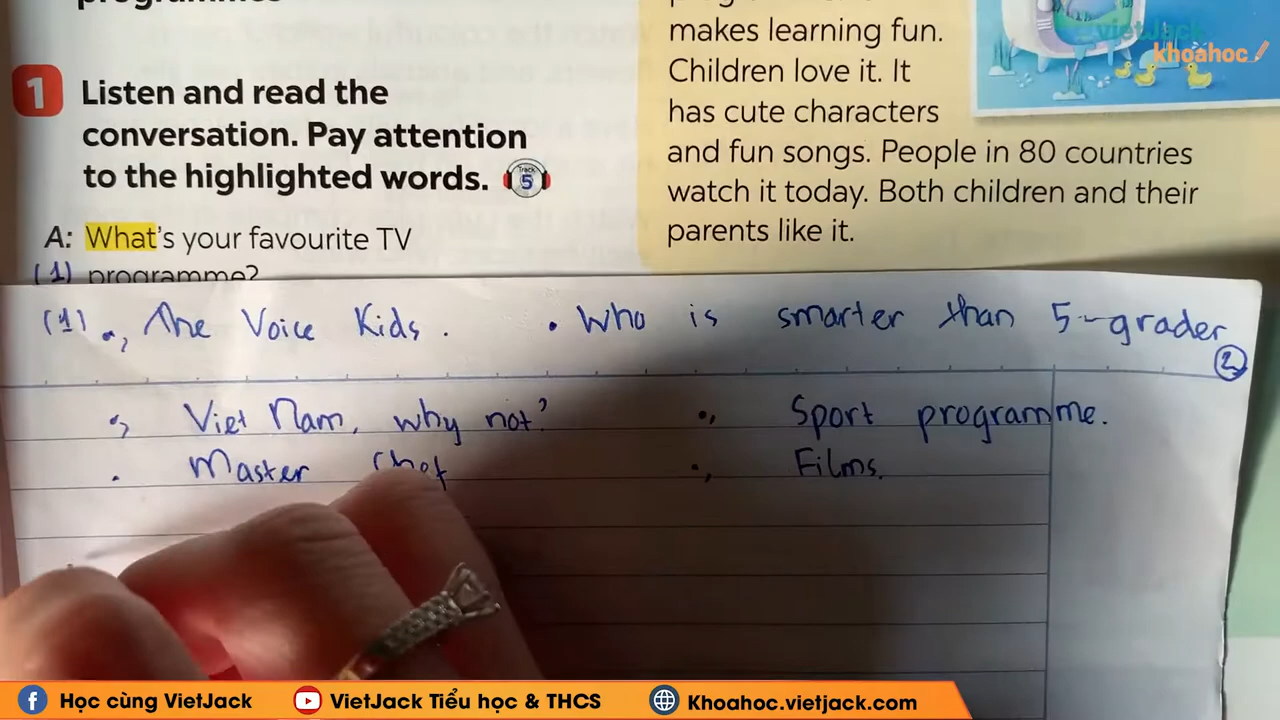 programmes
1 Listen and read the
conversation. Pay attention
to the highlighted words.
Track 5
A: What's your favourite TV
(1) programme?
makes learning fun.
Children love it. It
has cute characters
and fun songs. People in 80 countries
watch it today. Both children and their
parents like it.
vietJack
khoahoc
(1) The Voice Kids. • Who is smarter than 5-grader
2
Viet Nam, why not? Sport programme.
Master Chef Films.
Học cùng VietJack
VietJack Tiểu học & THCS
Khoahoc.vietjack.com